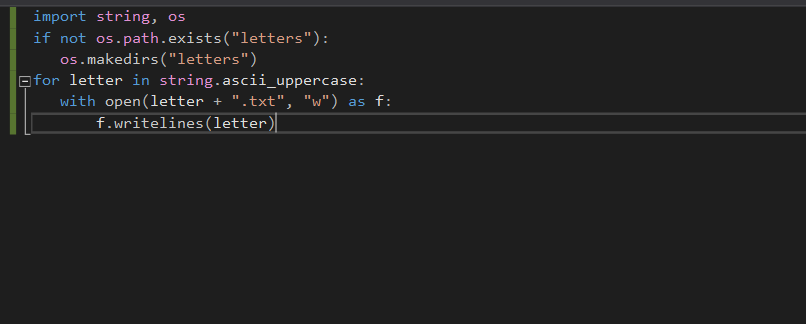 import string, os
if not os.path.exists("letters"):
   os.makedirs("letters")
for letter in string.ascii_uppercase:
   with open(letter + ".txt", "w") as f:
       f.writelines(letter)